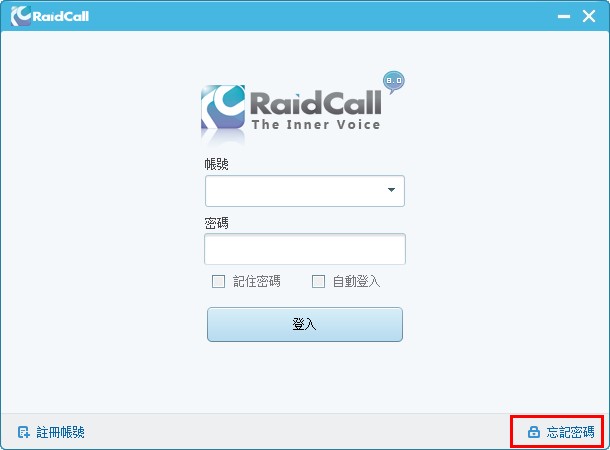 RaidCall
8.0
RaidCall
The Inner Voice
帳號
密碼
記住密碼 自動登入
登入
註冊帳號 忘記密碼